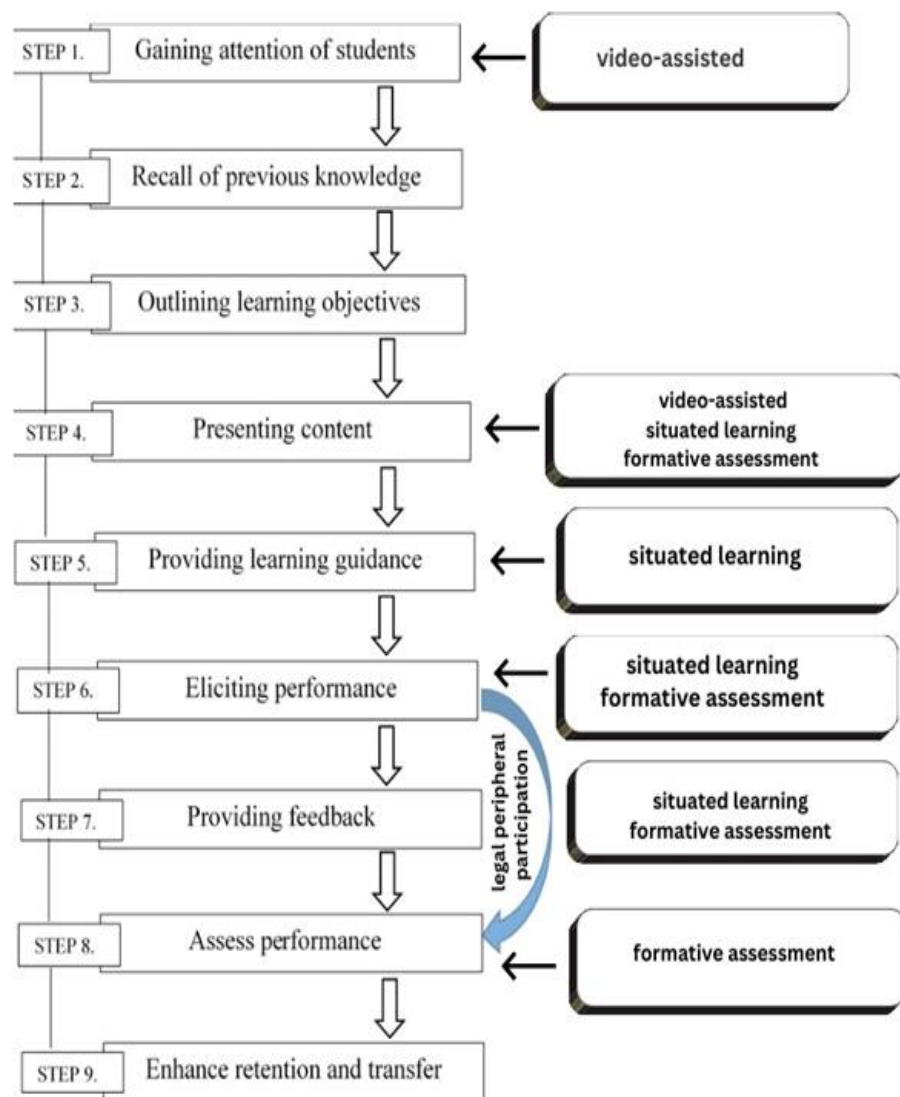 STEP 1.
Gaining attention of students
video-assisted
STEP 2.
Recall of previous knowledge
STEP 3.
Outlining learning objectives
STEP 4.
Presenting content
video-assisted
situated learning
formative assessment
STEP 5.
Providing learning guidance
situated learning
STEP 6.
Eliciting performance
situated learning
formative assessment
legal peripheral
participation
STEP 7.
Providing feedback
situated learning
formative assessment
STEP 8.
Assess performance
formative assessment
STEP 9.
Enhance retention and transfer